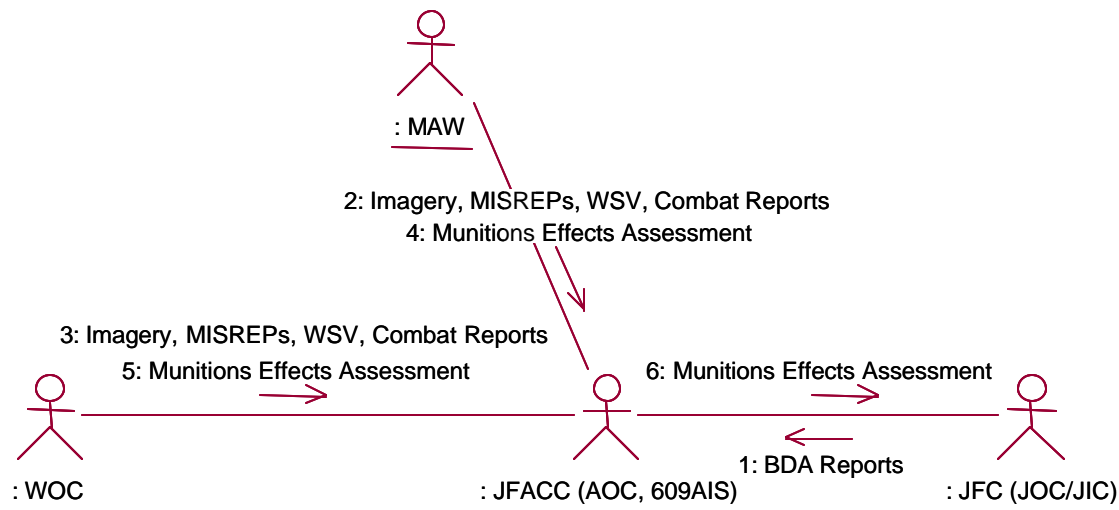 : MAW
2: Imagery, MISREPs, WSV, Combat Reports
4: Munitions Effects Assessment
3: Imagery, MISREPs, WSV, Combat Reports
5: Munitions Effects Assessment
6: Munitions Effects Assessment
1: BDA Reports
: WOC
: JFACC (AOC, 609AIS)
: JFC (JOC/JIC)